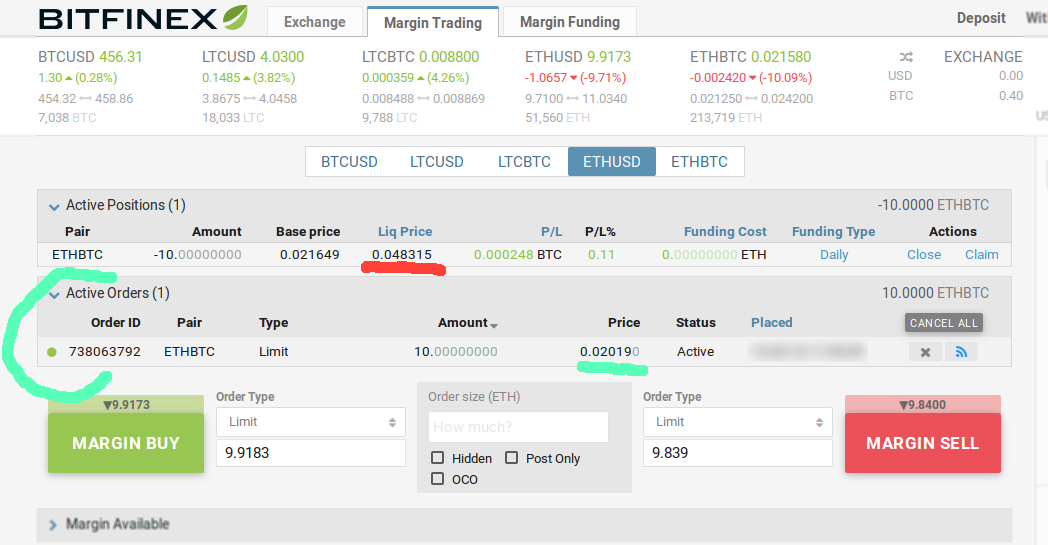 BITFINEX Exchange Margin Trading Margin Funding Deposit
BTCUSD 456.31 LTCUSD 4.0300 LTCBTC 0.008800 ETHUSD 9.9173 ETHBTC 0.021580 EXCHANGE
1.30 (0.28%) 0.1485 (3.82%) 0.000359 (4.26%) -1.0657 (-9.71%) -0.002420 (-10.09%) USD 0.00
454.32 458.86 3.8675 4.0458 0.008488 0.008869 9.7100 11.0340 0.021250 0.024200 BTC 0.40
7,038 BTC 18,033 LTC 9,788 LTC 51,560 ETH 213,719 ETH
BTCUSD LTCUSD LTCBTC ETHUSD ETHBTC
Active Positions (1) -10.0000 ETHBTC
Pair Amount Base price Liq Price P/L P/L% Funding Cost Funding Type Actions
ETHBTC -10.00000000 0.021649 0.048315 0.000248 BTC 0.11 0.00000000 ETH Daily Close Claim
Active Orders (1) 10.0000 ETHBTC
Order ID Pair Type Amount Price Status Placed CANCEL ALL
738063792 ETHBTC Limit 10.00000000 0.020190 Active
▼9.9173 Order Type Order size (ETH) Order Type ▼9.8400
MARGIN BUY Limit How much? Limit MARGIN SELL
9.9183 Hidden Post Only 9.839
OCO
Margin Available